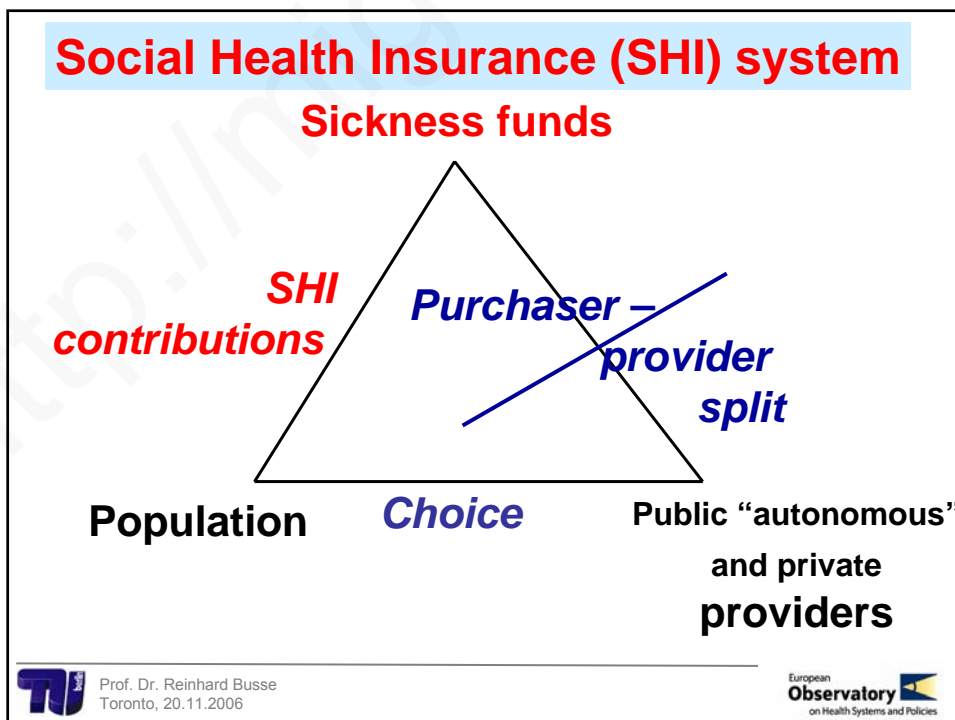 Social Health Insurance (SHI) system
Sickness funds
SHI
contributions
Purchaser –
provider
split
Population
Choice
Public “autonomous”
and private
providers
berlin
Prof. Dr. Reinhard Busse
Toronto, 20.11.2006
European
Observatory
on Health Systems and Policies